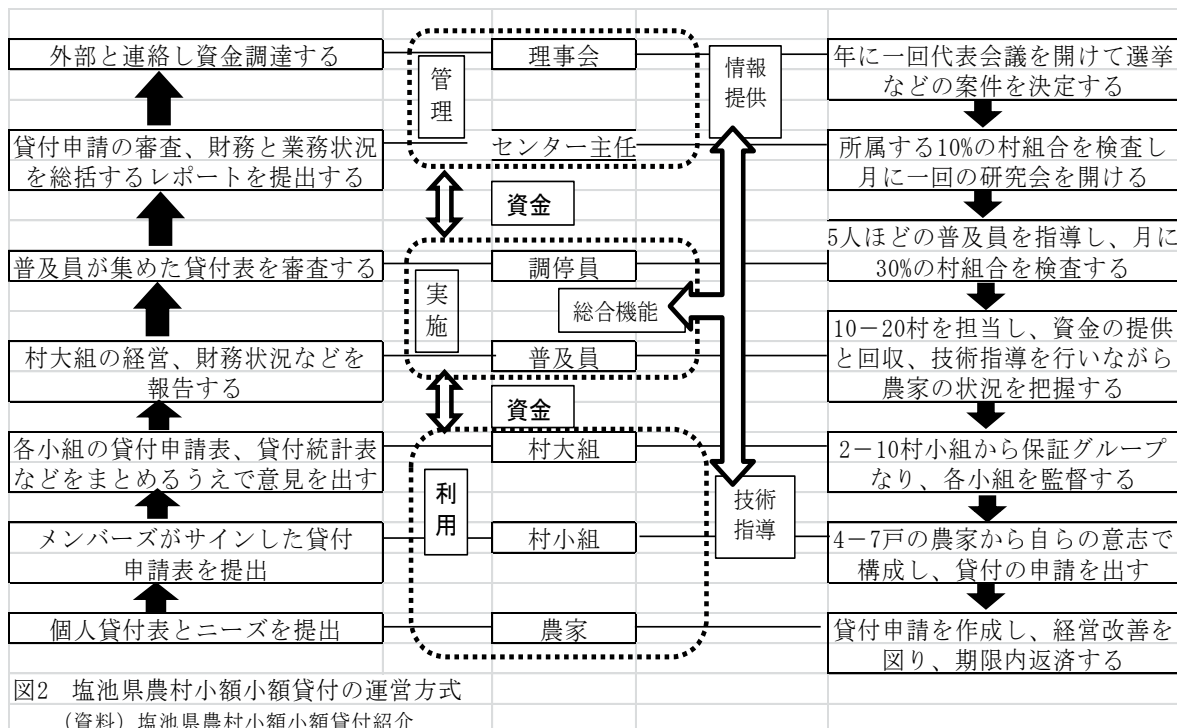 外部と連絡し資金調達する
貸付申請の審査、財務と業務状況
を総括するレポートを提出する
普及員が集めた貸付表を審査する
村大組の経営、財務状況などを
報告する
各小組の貸付申請表、貸付統計表
などをまとめるうえで意見を出す
メンバーズがサインした貸付
申請表を提出
個人貸付表とニーズを提出
管
理
理事会
センター主任
資金
実
施
調停員
総合機能
普及員
資金
利
用
村大組
村小組
農家
情報
提供
技術
指導
年に一回代表会議を開けて選挙
などの案件を決定する
所属する10%の村組合を検査し
月に一回の研究会を開ける
5人ほどの普及員を指導し、月に
30%の村組合を検査する
10－20村を担当し、資金の提供
と回収、技術指導を行いながら
農家の状況を把握する
2－10村小組から保証グループ
なり、各小組を監督する
4－7戸の農家から自らの意志で
構成し、貸付の申請を出す
貸付申請を作成し、経営改善を
図り、期限内返済する
図2　塩池県農村小額小額貸付の運営方式
（資料）塩池県農村小額小額貸付紹介